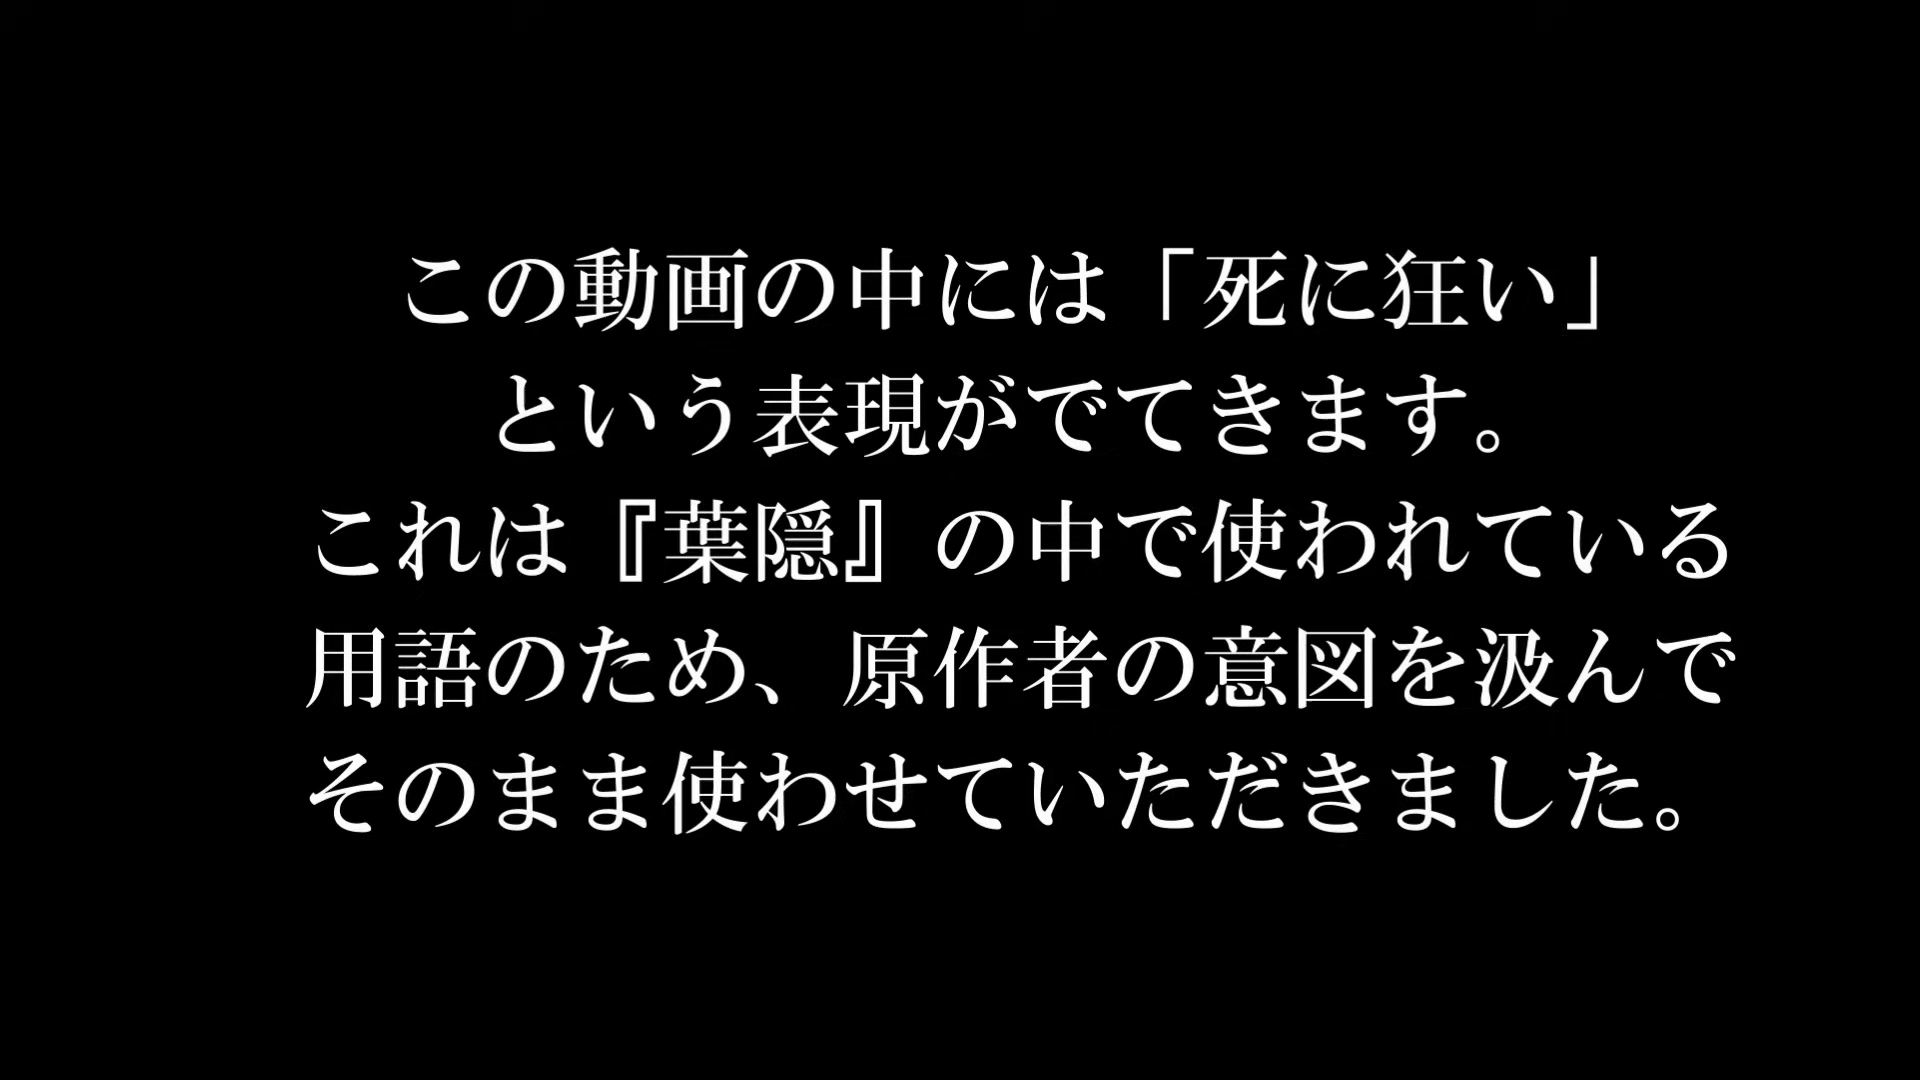 この動画の中には「死に狂い」
という表現がでてきます。
これは『葉隠』の中で使われている
用語のため、原作者の意図を汲んで
そのまま使わせていただきました。